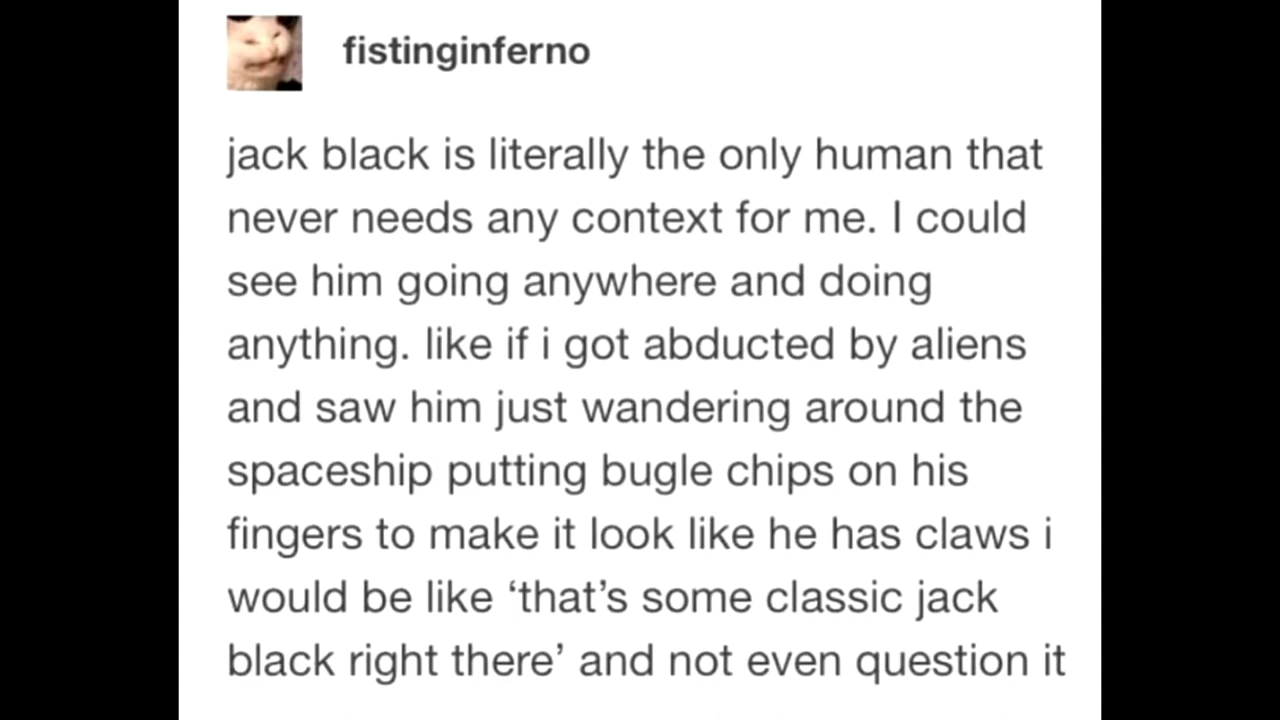 fistinginferno
jack black is literally the only human that
never needs any context for me. I could
see him going anywhere and doing
anything. like if i got abducted by aliens
and saw him just wandering around the
spaceship putting bugle chips on his
fingers to make it look like he has claws i
would be like ‘that’s some classic jack
black right there’ and not even question it